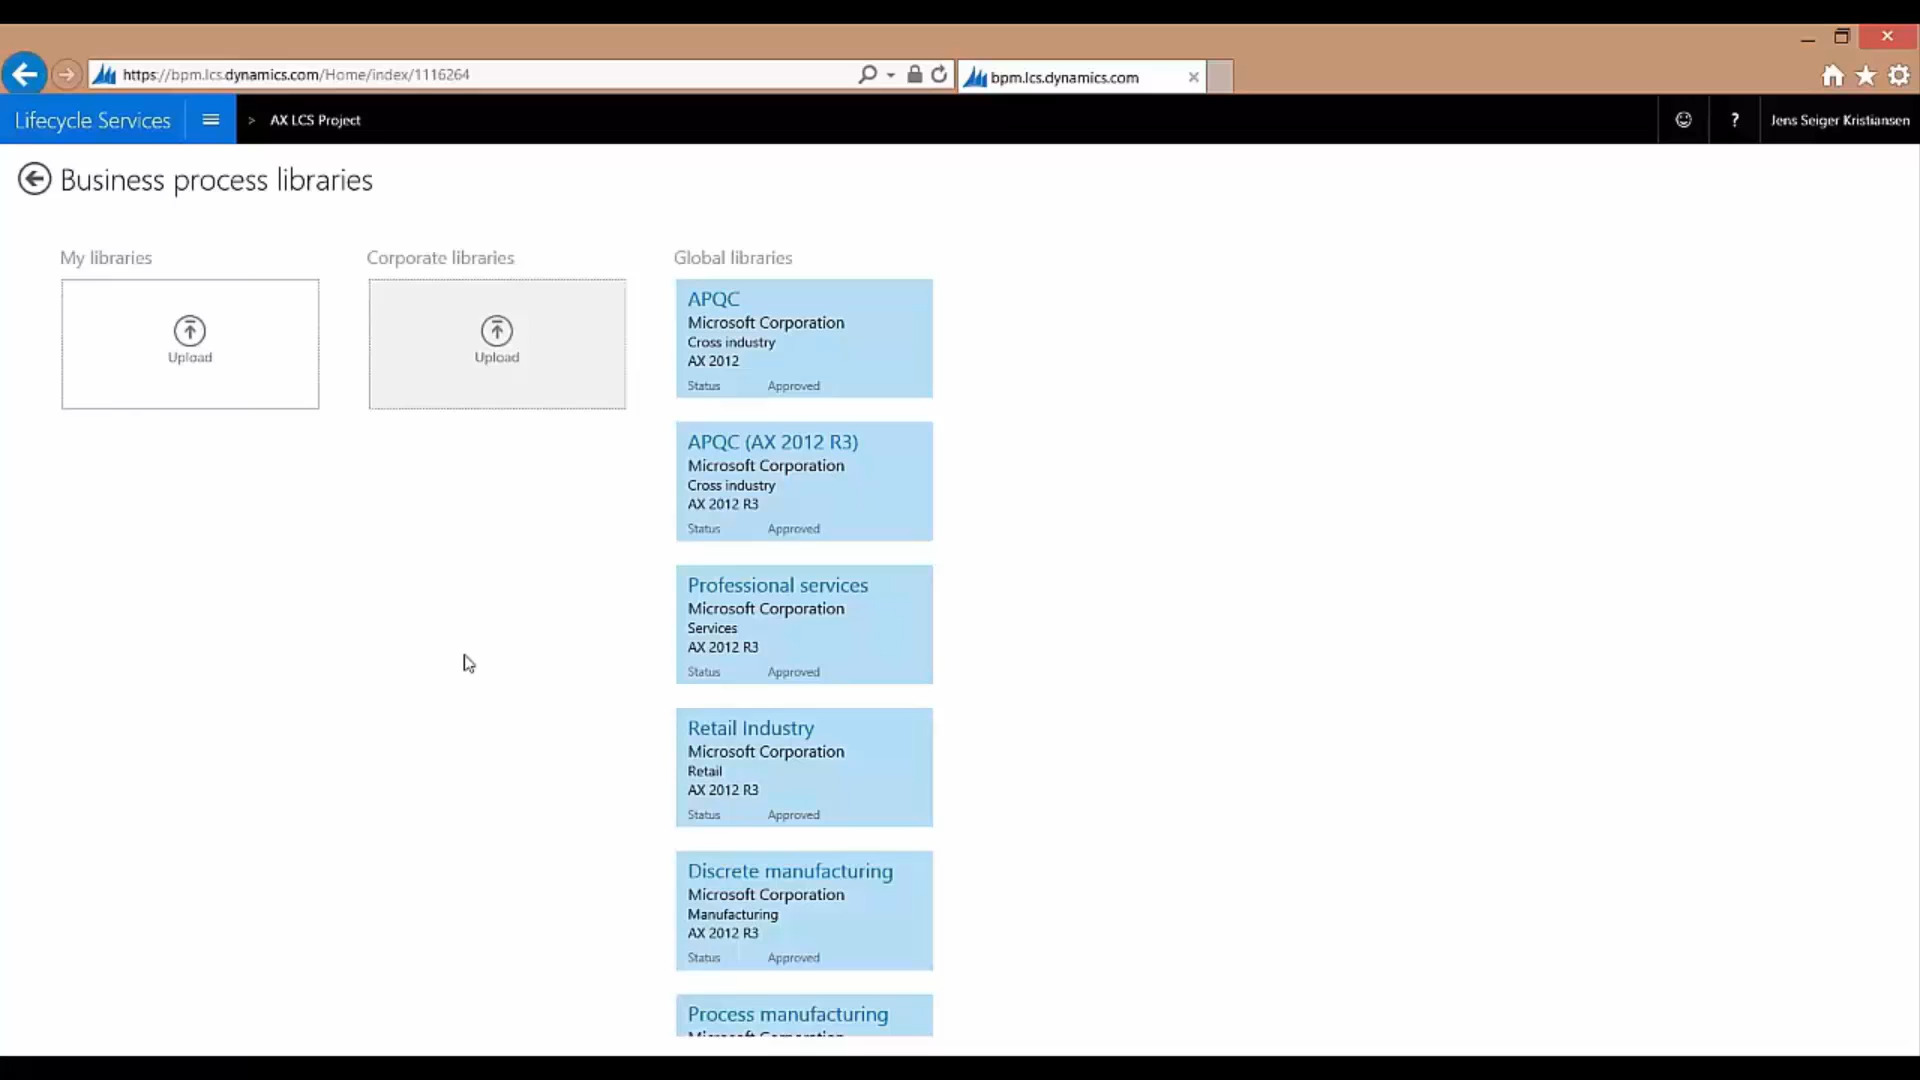 https://bpm.lcs.dynamics.com/Home/index/1116264
bpm.lcs.dynamics.com
Lifecycle Services
> AX LCS Project
?
Jens Seiger Kristiansen
Business process libraries
My libraries
Upload
Corporate libraries
Upload
Global libraries
APQC
Microsoft Corporation
Cross industry
AX 2012
Status Approved
APQC (AX 2012 R3)
Microsoft Corporation
Cross industry
AX 2012 R3
Status Approved
Professional services
Microsoft Corporation
Services
AX 2012 R3
Status Approved
Retail Industry
Microsoft Corporation
Retail
AX 2012 R3
Status Approved
Discrete manufacturing
Microsoft Corporation
Manufacturing
AX 2012 R3
Status Approved
Process manufacturing
Microsoft Corporation